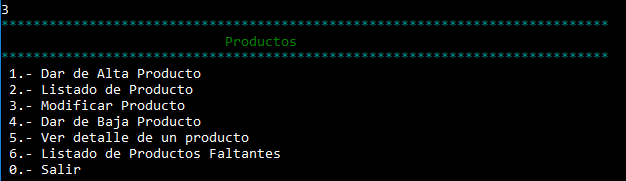 3
****************************************************************************
Productos
****************************************************************************
1.- Dar de Alta Producto
2.- Listado de Producto
3.- Modificar Producto
4.- Dar de Baja Producto
5.- Ver detalle de un producto
6.- Listado de Productos Faltantes
0.- Salir